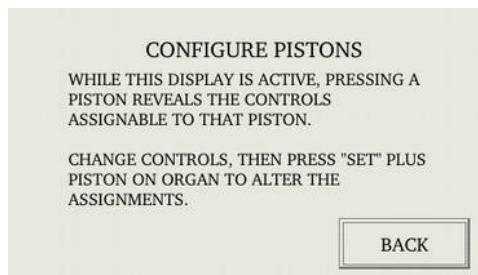 CONFIGURE PISTONS
WHILE THIS DISPLAY IS ACTIVE, PRESSING A
PISTON REVEALS THE CONTROLS
ASSIGNABLE TO THAT PISTON.
CHANGE CONTROLS, THEN PRESS "SET" PLUS
PISTON ON ORGAN TO ALTER THE
ASSIGNMENTS.
BACK